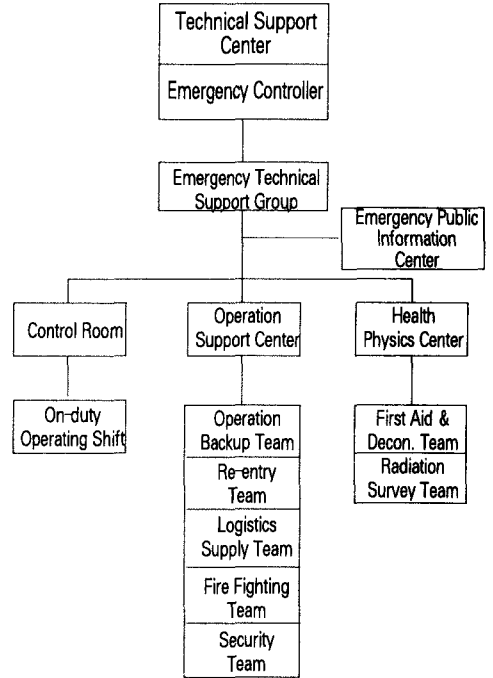 Technical Support
Center
Emergency Controller
Emergency Technical
Support Group
Emergency Public
Information
Center
Control Room
Operation
Support Center
Health
Physics Center
On-duty
Operating Shift
Operation
Backup Team
Re-entry
Team
Logistics
Supply Team
Fire Fighting
Team
Security
Team
First Aid &
Decon. Team
Radiation
Survey Team